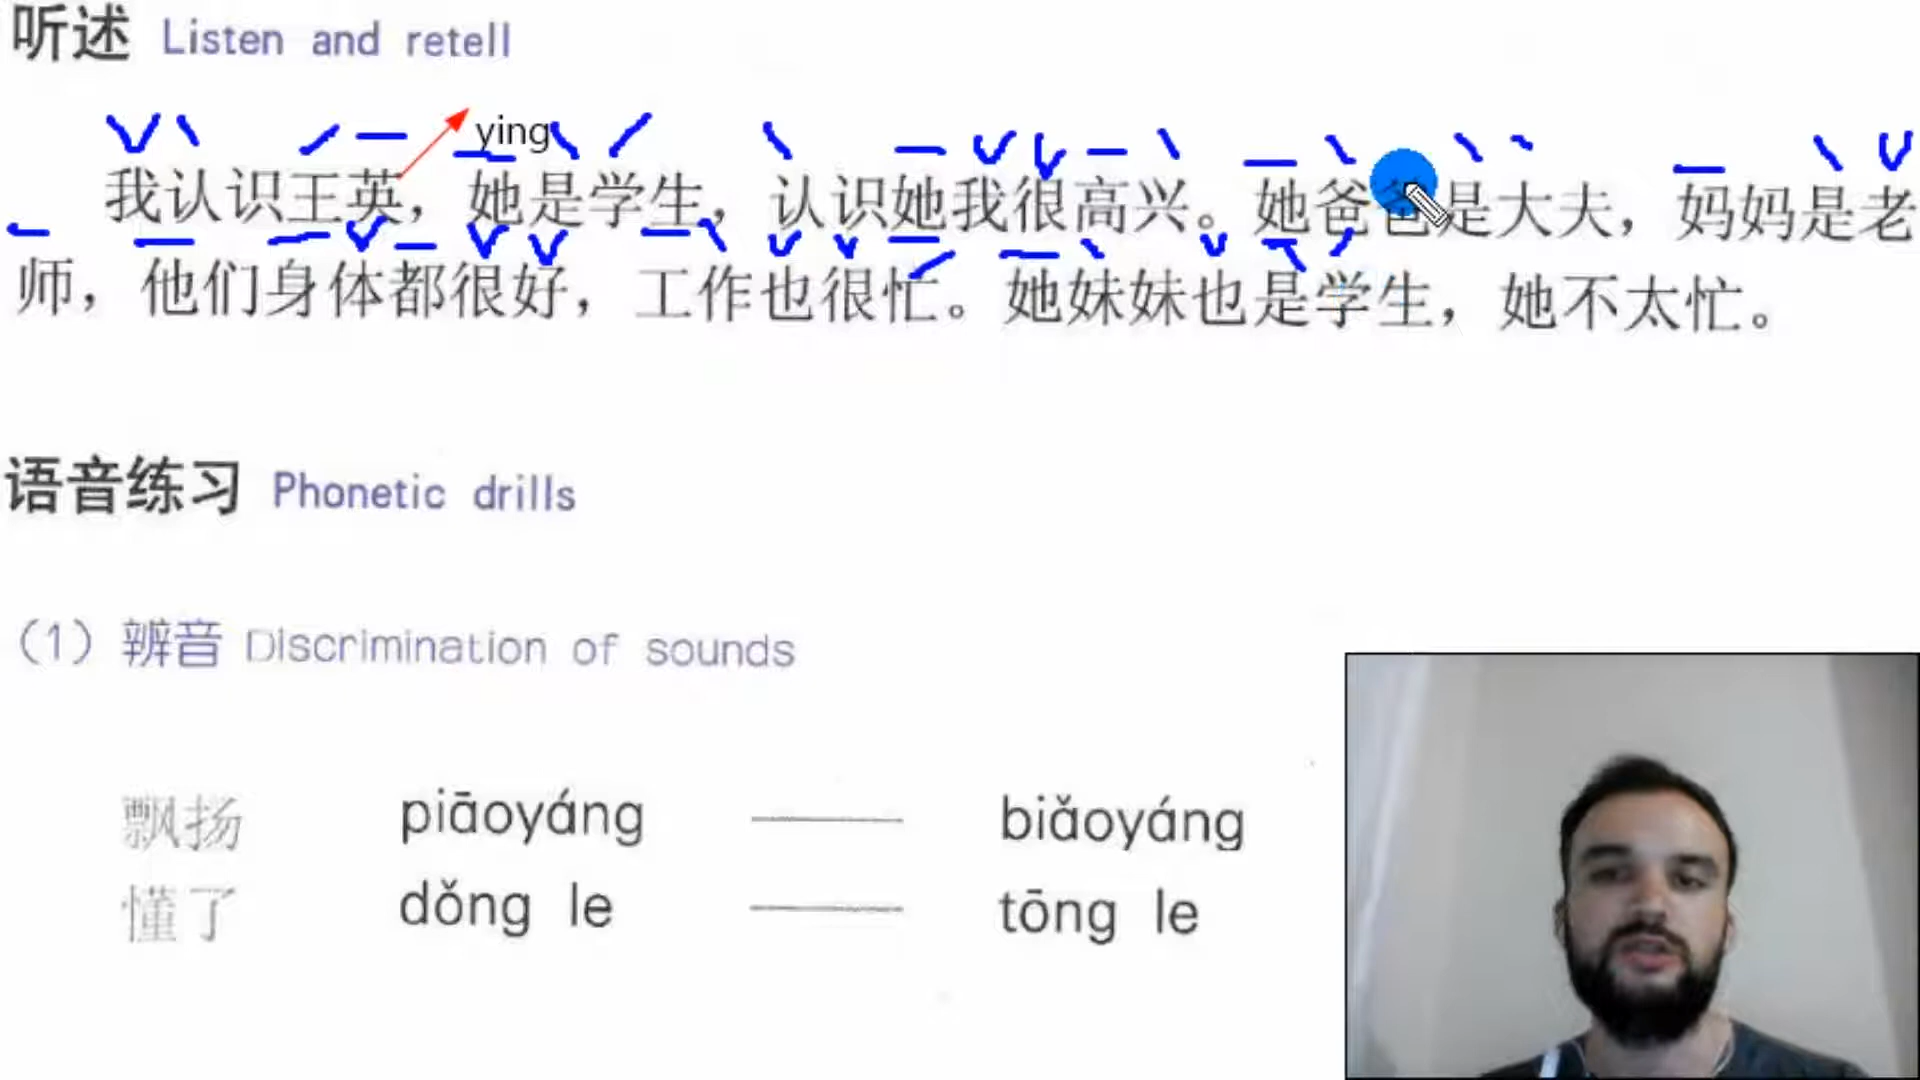 听述 Listen and retell
ying
我认识王英，她是学生，认识她我很高兴。她爸爸是大夫，妈妈是老
师，他们身体都很好，工作也很忙。她妹妹也是学生，她不太忙。
语音练习 Phonetic drills
（1）辨音 Discrimination of sounds
飘扬 piāoyáng —— biǎoyáng
懂了 dǒng le —— tōng le